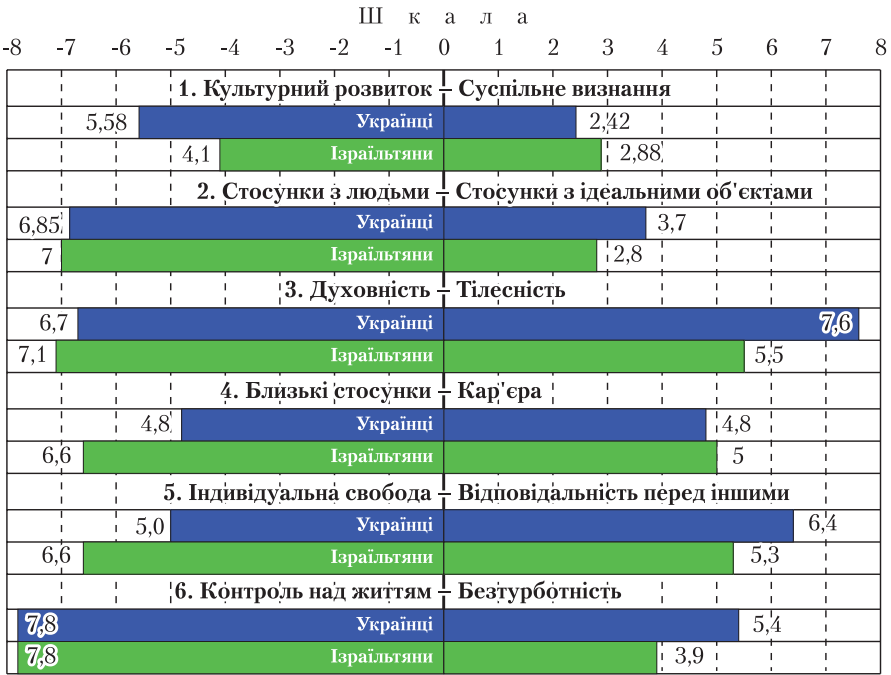 Ш к а л а
-8 -7 -6 -5 -4 -3 -2 -1 0 1 2 3 4 5 6 7 8
1. Культурний розвиток – Суспільне визнання
5,58 Українці 2,42
4,1 Ізраїльтяни 2,88
2. Стосунки з людьми – Стосунки з ідеальними об'єктами
6,85 Українці 3,7
7 Ізраїльтяни 2,8
3. Духовність – Тілесність
6,7 Українці 7,6
7,1 Ізраїльтяни 5,5
4. Близькі стосунки – Кар'єра
4,8 Українці 4,8
6,6 Ізраїльтяни 5
5. Індивідуальна свобода – Відповідальність перед іншими
5,0 Українці 6,4
6,6 Ізраїльтяни 5,3
6. Контроль над життям – Безтурботність
7,8 Українці 5,4
7,8 Ізраїльтяни 3,9